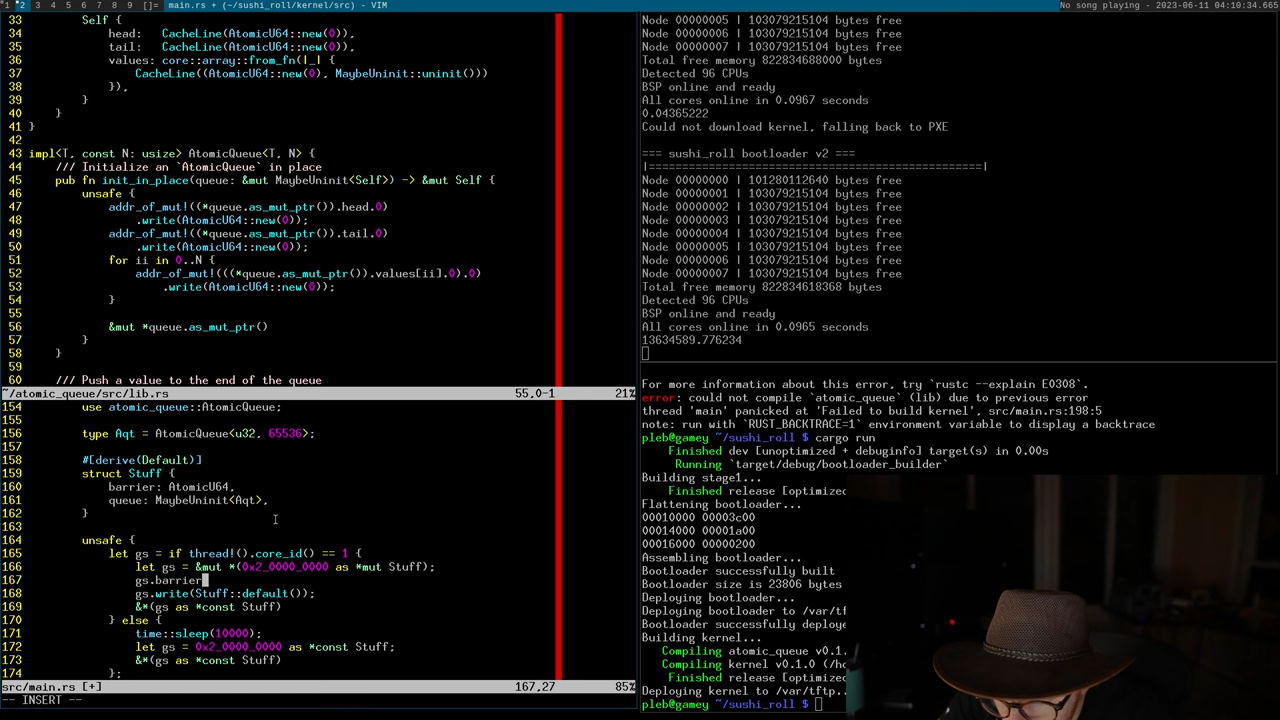 1 2 3 4 5 6 7 8 9 []= main.rs + (~/sushi_roll/kernel/src) - VIM
No song playing - 2023-06-11 04:10:34.665
33         Self {
34             head:   CacheLine(AtomicU64::new(0)),
35             tail:   CacheLine(AtomicU64::new(0)),
36             values: core::array::from_fn(|_| {
37                 CacheLine((AtomicU64::new(0), MaybeUninit::uninit()))
38             }),
39         }
40     }
41 }
42
43 impl<T, const N: usize> AtomicQueue<T, N> {
44     /// Initialize an `AtomicQueue` in place
45     pub fn init_in_place(queue: &mut MaybeUninit<Self>) -> &mut Self {
46         unsafe {
47             addr_of_mut!((*queue.as_mut_ptr()).head.0)
48                 .write(AtomicU64::new(0));
49             addr_of_mut!((*queue.as_mut_ptr()).tail.0)
50                 .write(AtomicU64::new(0));
51             for ii in 0..N {
52                 addr_of_mut!(((*queue.as_mut_ptr()).values[ii].0).0)
53                     .write(AtomicU64::new(0));
54             }
55
56             &mut *queue.as_mut_ptr()
57         }
58     }
59
60     /// Push a value to the end of the queue
~/atomic_queue/src/lib.rs 55,0-1 21%
154         use atomic_queue::AtomicQueue;
155
156         type Aqt = AtomicQueue<u32, 65536>;
157
158         #[derive(Default)]
159         struct Stuff {
160             barrier: AtomicU64,
161             queue: MaybeUninit<Aqt>,
162         }
163
164         unsafe {
165             let gs = if thread!().core_id() == 1 {
166                 let gs = &mut *(0x2_0000_0000 as *mut Stuff);
167                 gs.barrier
168                 gs.write(Stuff::default());
169                 &*(gs as *const Stuff)
170             } else {
171                 time::sleep(10000);
172                 let gs = 0x2_0000_0000 as *const Stuff;
173                 &*(gs as *const Stuff)
174             };
src/main.rs [+] 167,27 85%
-- INSERT --
Node 00000005 | 103079215104 bytes free
Node 00000006 | 103079215104 bytes free
Node 00000007 | 103079215104 bytes free
Total free memory 822834688000 bytes
Detected 96 CPUs
BSP online and ready
All cores online in 0.0967 seconds
0.04365222
Could not download kernel, falling back to PXE

=== sushi_roll bootloader v2 ===
|==================================================|
Node 00000000 | 101280112640 bytes free
Node 00000001 | 103079215104 bytes free
Node 00000002 | 103079215104 bytes free
Node 00000003 | 103079215104 bytes free
Node 00000004 | 103079215104 bytes free
Node 00000005 | 103079215104 bytes free
Node 00000006 | 103079215104 bytes free
Node 00000007 | 103079215104 bytes free
Total free memory 822834618368 bytes
Detected 96 CPUs
BSP online and ready
All cores online in 0.0965 seconds
13634589.776234
For more information about this error, try `rustc --explain E0308`.
error: could not compile `atomic_queue` (lib) due to previous error
thread 'main' panicked at 'Failed to build kernel', src/main.rs:198:5
note: run with `RUST_BACKTRACE=1` environment variable to display a backtrace
pleb@gamey ~/sushi_roll $ cargo run
Finished dev [unoptimized + debuginfo] target(s) in 0.00s
Running `target/debug/bootloader_builder`
Building stage1...
Finished release [optimized
Flattening bootloader...
00010000 00003c00
00014000 00001a00
00016000 00000200
Assembling bootloader...
Bootloader successfully built
Bootloader size is 23806 bytes
Deploying bootloader...
Deploying bootloader to /var/tf
Bootloader successfully deploye
Building kernel...
Compiling atomic_queue v0.1.
Compiling kernel v0.1.0 (/ho
Finished release [optimized
Deploying kernel to /var/tftp..
pleb@gamey ~/sushi_roll $